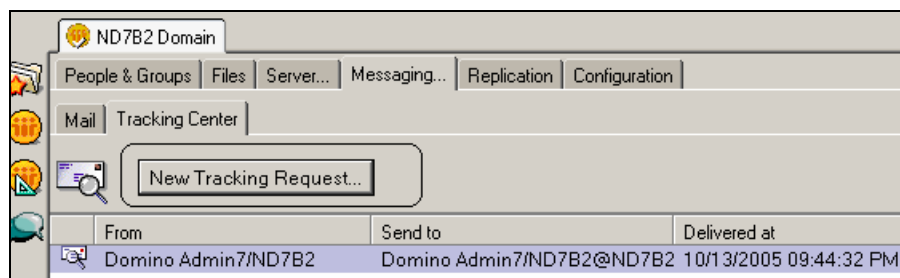 ND7B2 Domain
People & Groups Files Server... Messaging... Replication Configuration
Mail Tracking Center
New Tracking Request...
From Send to Delivered at
Domino Admin7/ND7B2 Domino Admin7/ND7B2@ND7B2 10/13/2005 09:44:32 PM